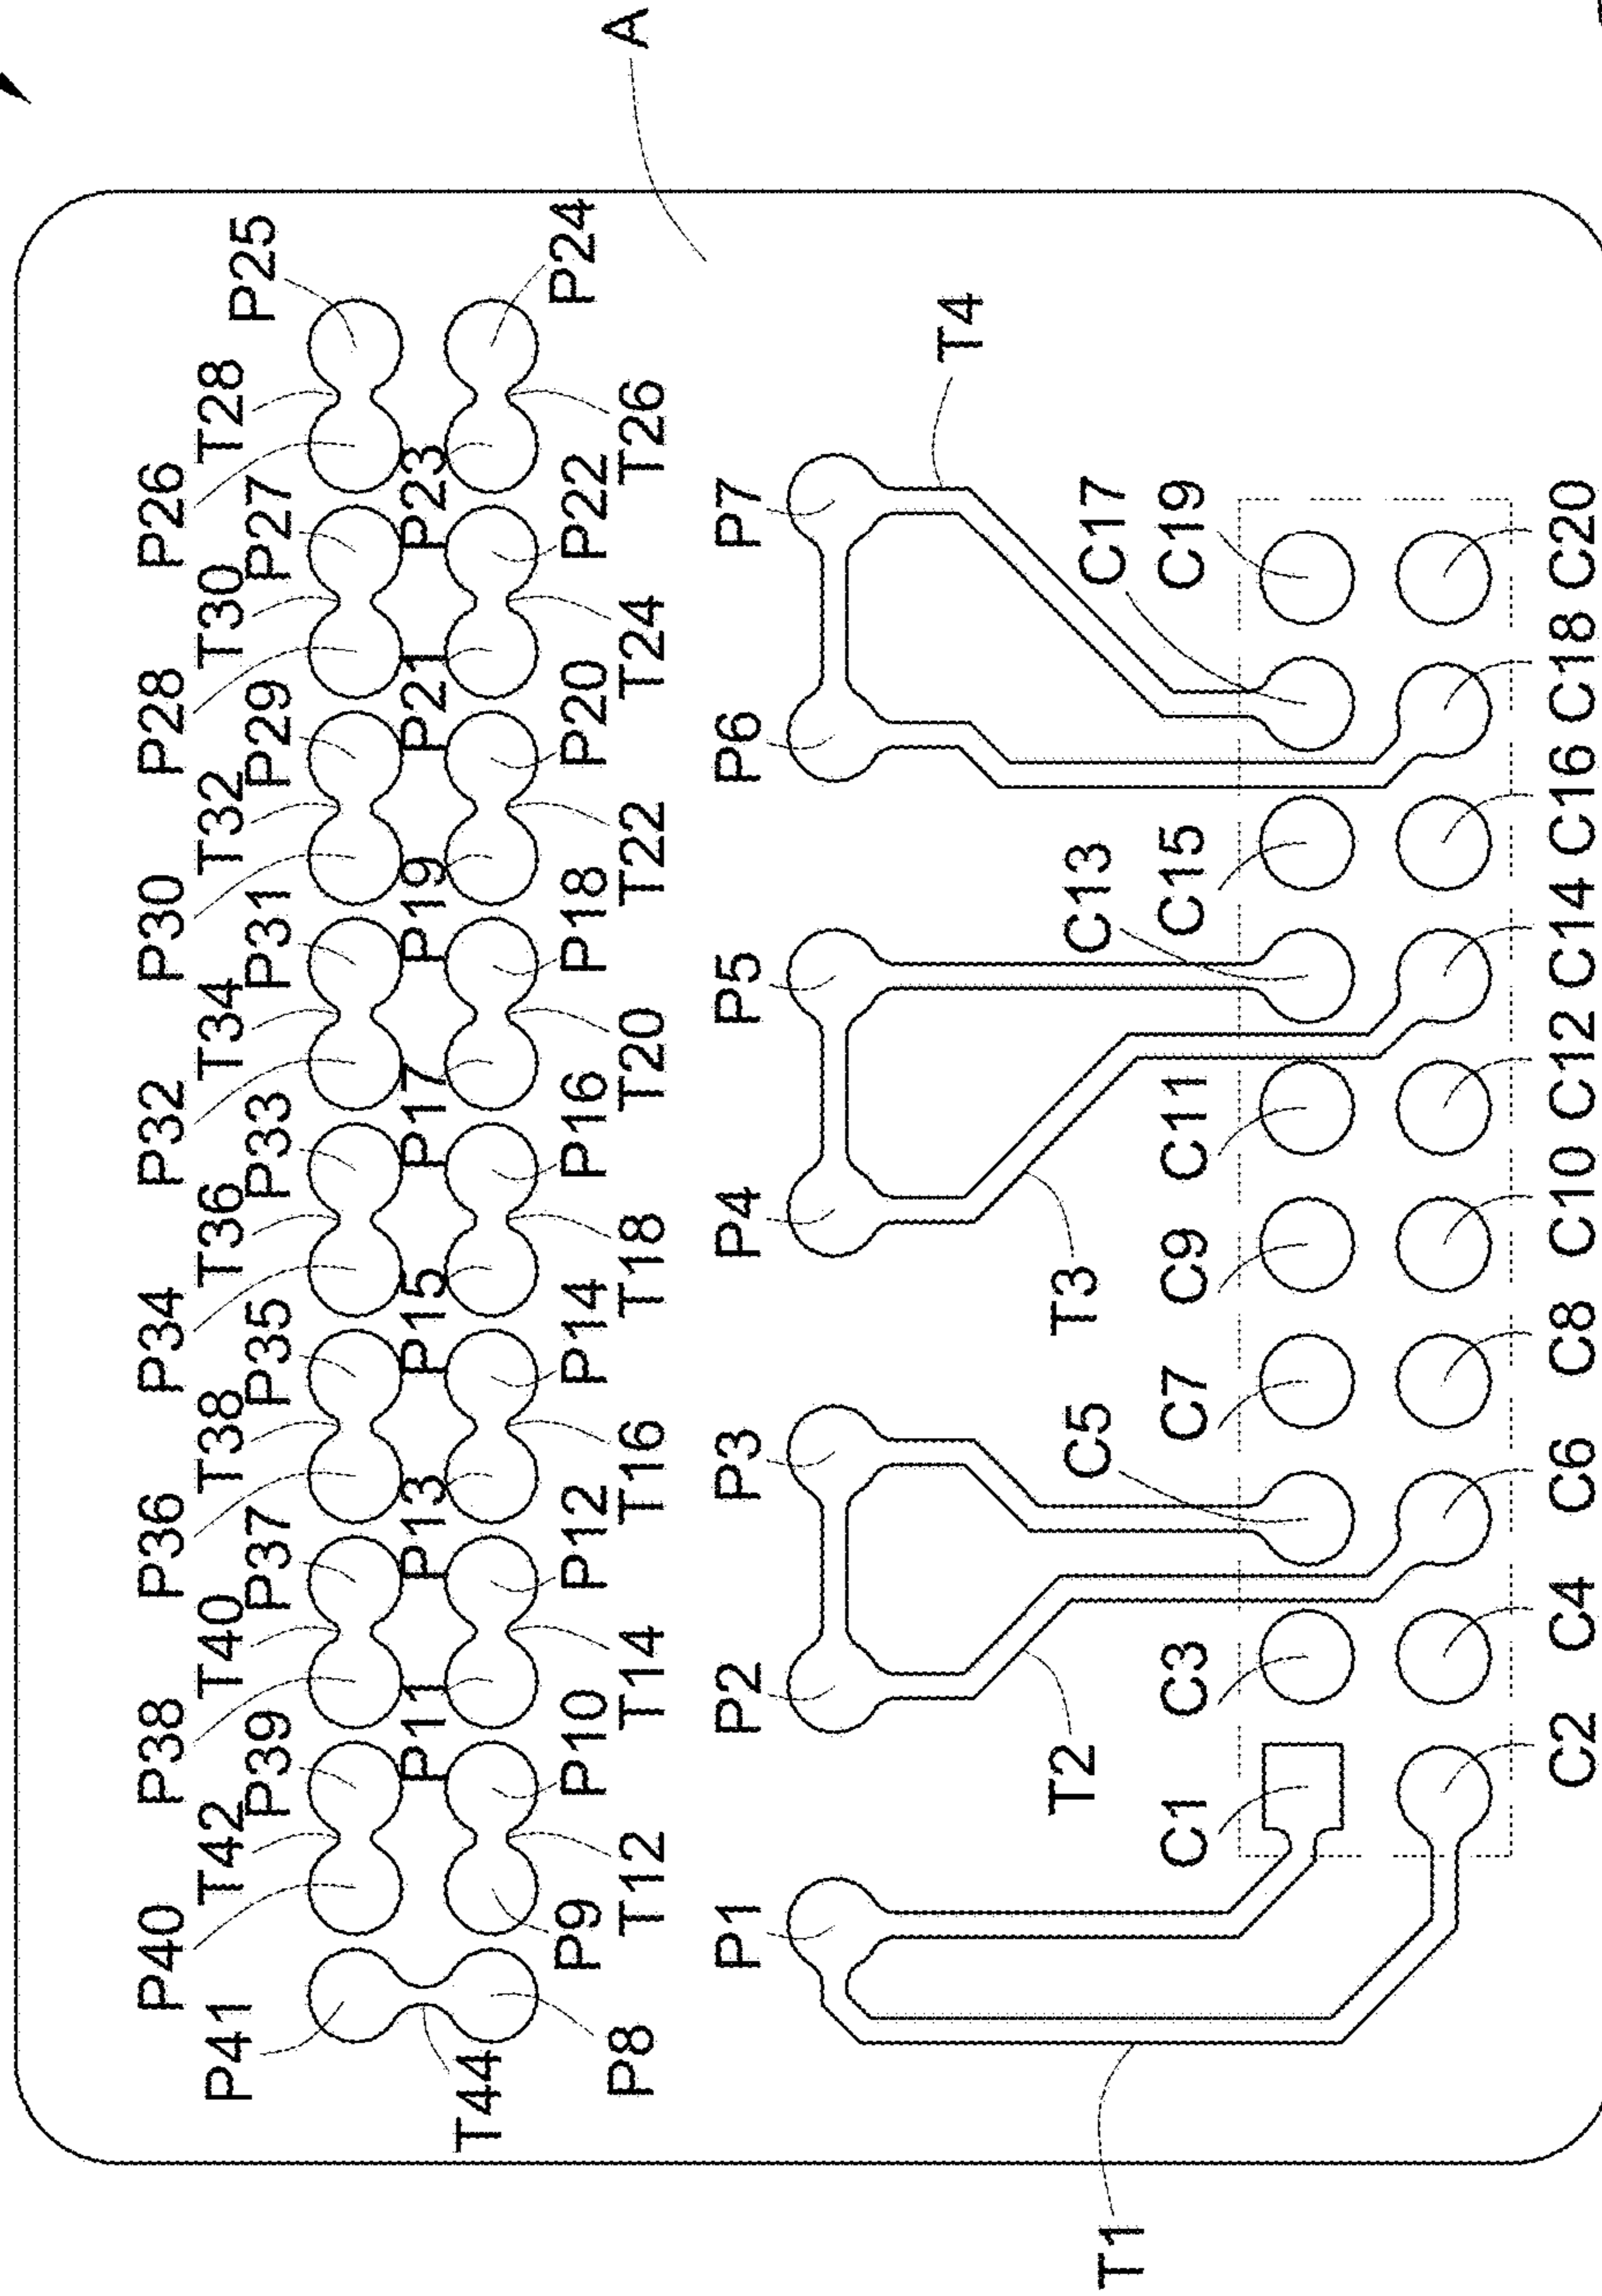 P40 P38 P36 P34 P32 P30 P28 P26
P41 T42 T40 T38 T36 T34 T32 T30 T28 P25
P39 P37 P35 P33 P31 P29 P27
P11 P13 P15 P17 P19 P21 P23
T44
P9 P10 P12 P14 P16 P18 P20 P22 P24
P8 T12 T14 T16 T18 T20 T22 T24 T26 A
P1 P2 P3 P4 P5 P6 P7
T4
T2 C5 T3 C13 C17
T1
C1 C3 C7 C9 C11 C15 C19
C2 C4 C6 C8 C10 C12 C14 C16 C18 C20